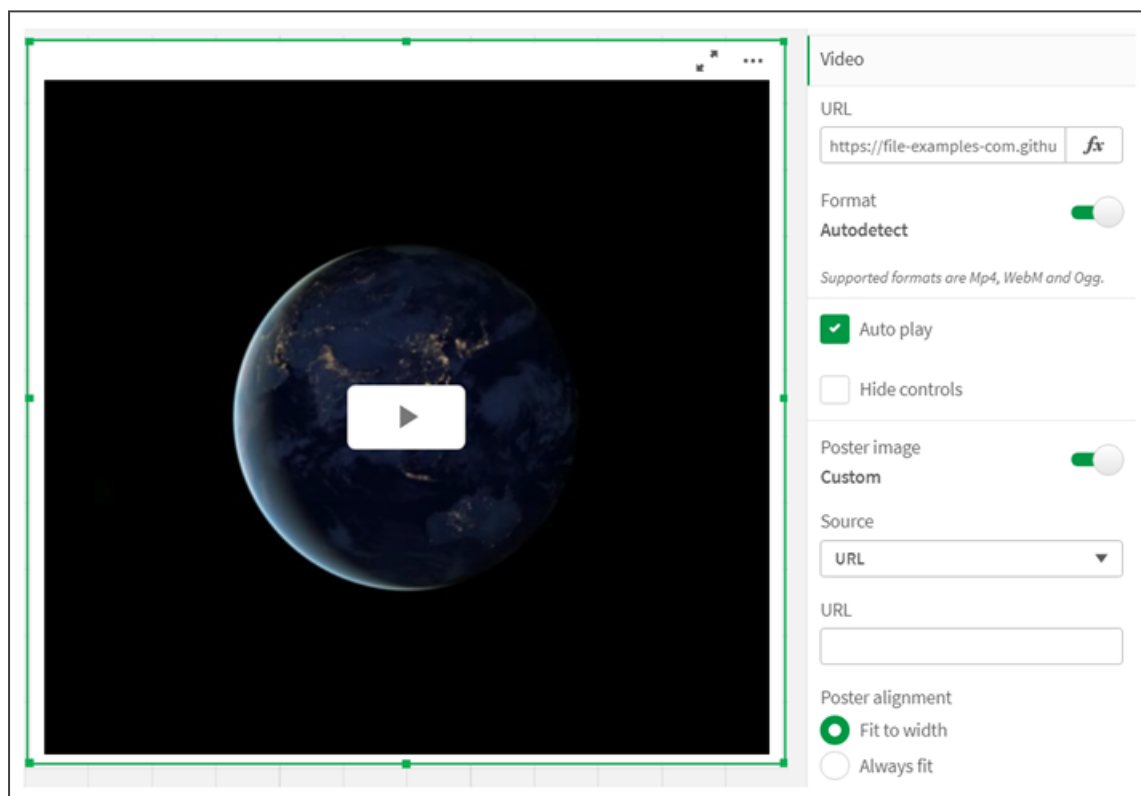 Video
URL
https://file-examples-com.githu
fx
Format
Autodetect
Supported formats are Mp4, WebM and Ogg.
Auto play
Hide controls
Poster image
Custom
Source
URL
URL
Poster alignment
Fit to width
Always fit